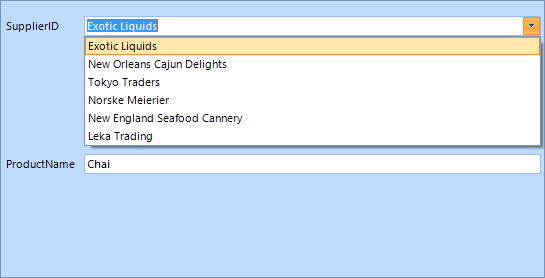 SupplierID Exotic Liquids
Exotic Liquids
New Orleans Cajun Delights
Tokyo Traders
Norske Meierier
New England Seafood Cannery
Leka Trading
ProductName Chai